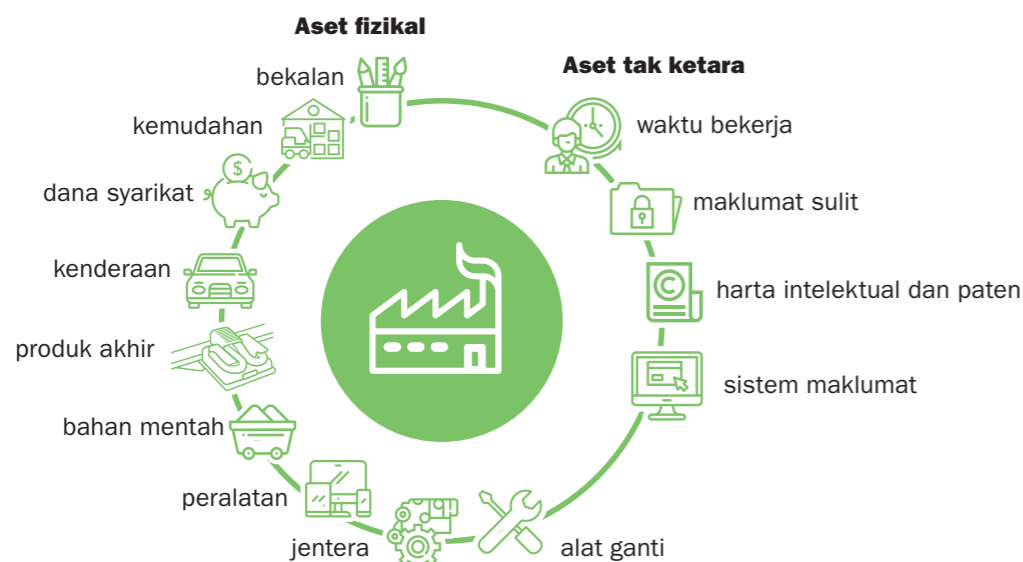 Aset fizikal
bekalan
kemudahan
dana syarikat
kenderaan
produk akhir
bahan mentah
peralatan
jentera
alat ganti
Aset tak ketara
waktu bekerja
maklumat sulit
harta intelektual dan paten
sistem maklumat